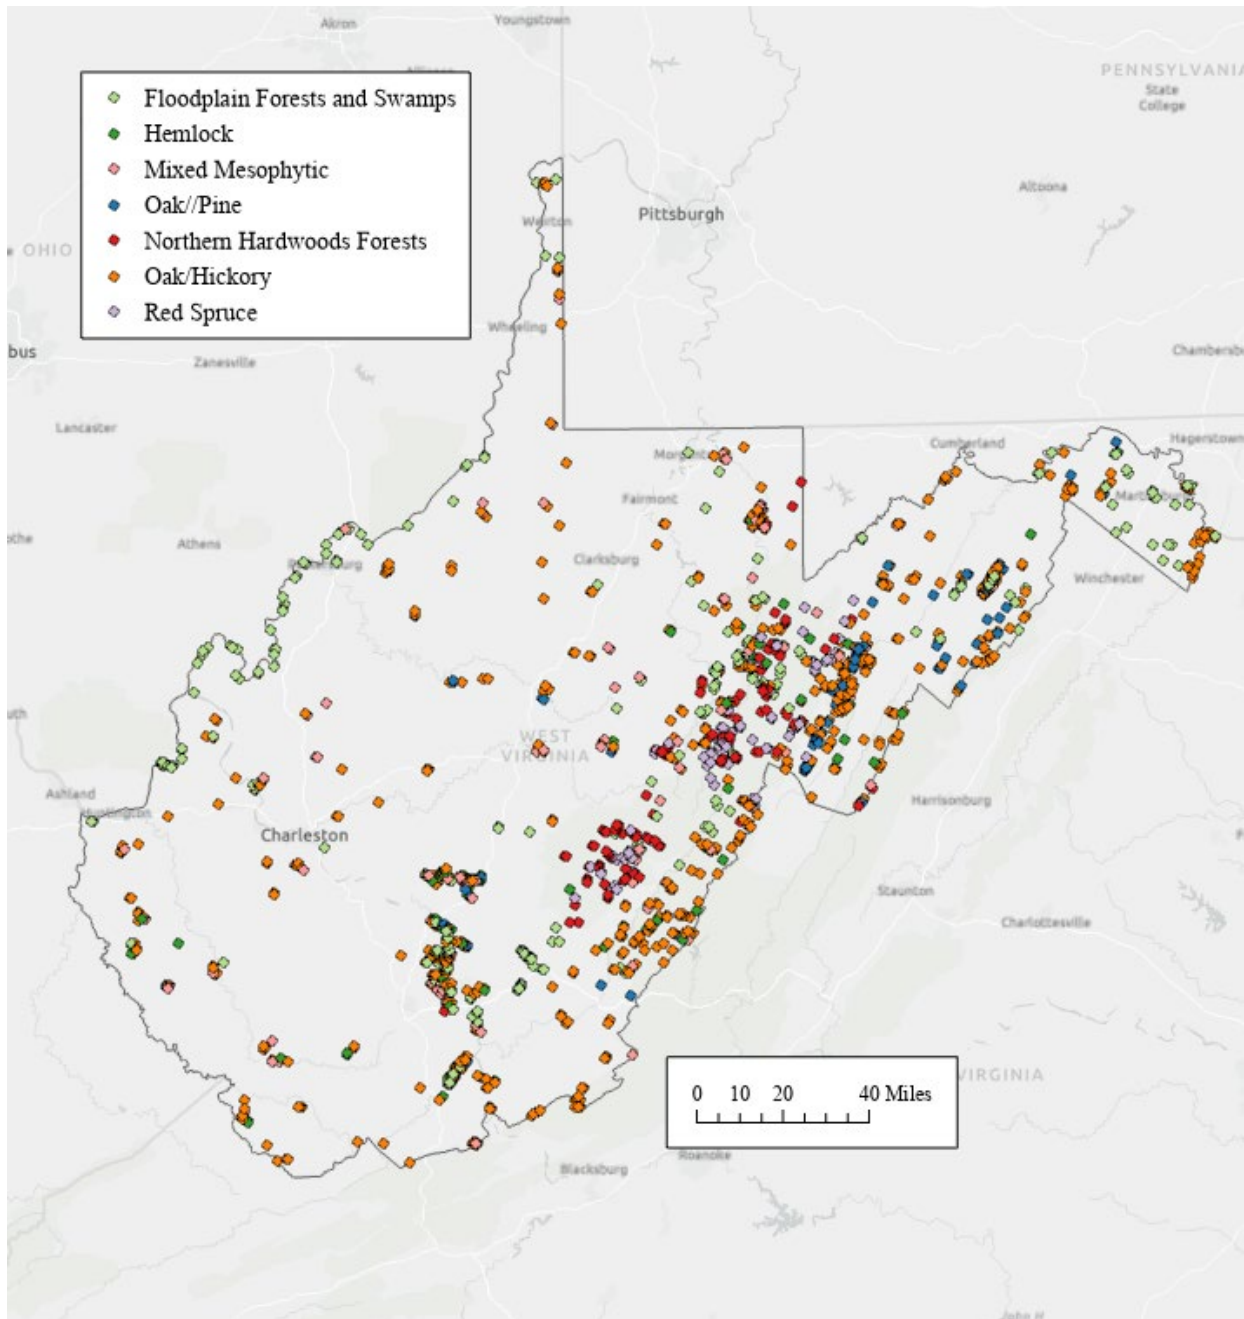 Akron
Youngstown
PENNSYLVANIA
State
College
Floodplain Forests and Swamps
Hemlock
Mixed Mesophytic
Oak//Pine
Northern Hardwoods Forests
Oak/Hickory
Red Spruce
Altoona
Pittsburgh
Weirton
OHIO
Wheeling
bus
Zanesville
Chambersb
Lancaster
Cumberland
Hagerstown
Fairmont
Athens
Clarksburg
Winchester
WEST
VIRGINIA
Ashland
Huntington
Charleston
Harrisonburg
Staunton
Charlottesville
VIRGINIA
0 10 20 40 Miles
Blacksburg
Roanoke